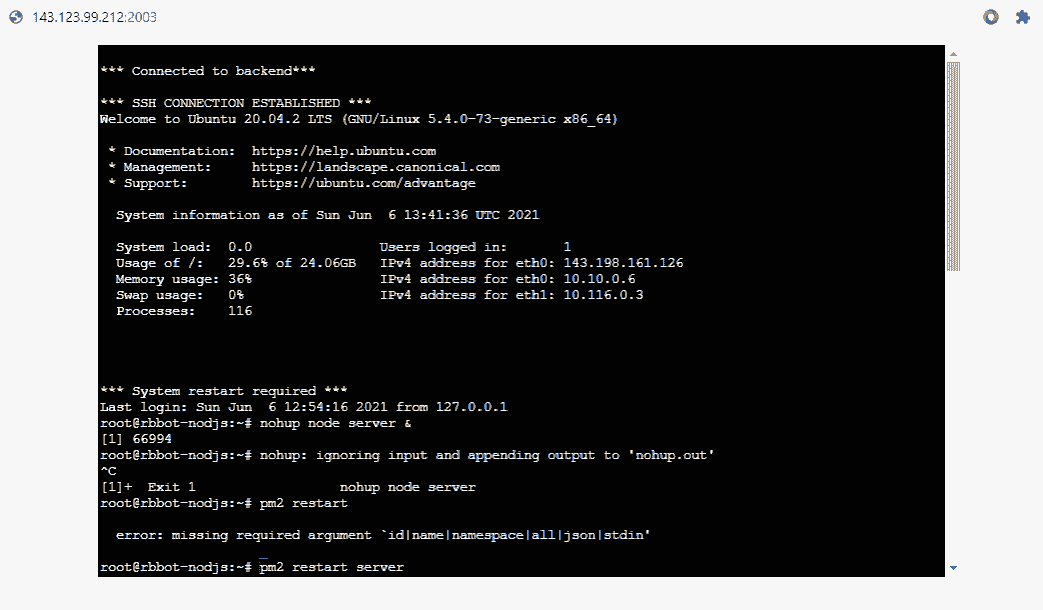 143.123.99.212:2003
*** Connected to backend***
*** SSH CONNECTION ESTABLISHED ***
Welcome to Ubuntu 20.04.2 LTS (GNU/Linux 5.4.0-73-generic x86_64)
* Documentation:  https://help.ubuntu.com
* Management:     https://landscape.canonical.com
* Support:        https://ubuntu.com/advantage
System information as of Sun Jun  6 13:41:36 UTC 2021
System load:  0.0                Users logged in:       1
Usage of /:   29.6% of 24.06GB   IPv4 address for eth0: 143.198.161.126
Memory usage: 36%                IPv4 address for eth0: 10.10.0.6
Swap usage:   0%                 IPv4 address for eth1: 10.116.0.3
Processes:    116
*** System restart required ***
Last login: Sun Jun  6 12:54:16 2021 from 127.0.0.1
root@rbbot-nodjs:~# nohup node server &
[1] 66994
root@rbbot-nodjs:~# nohup: ignoring input and appending output to 'nohup.out'
^C
[1]+  Exit 1                  nohup node server
root@rbbot-nodjs:~# pm2 restart
error: missing required argument `id|name|namespace|all|json|stdin'
root@rbbot-nodjs:~# pm2 restart server